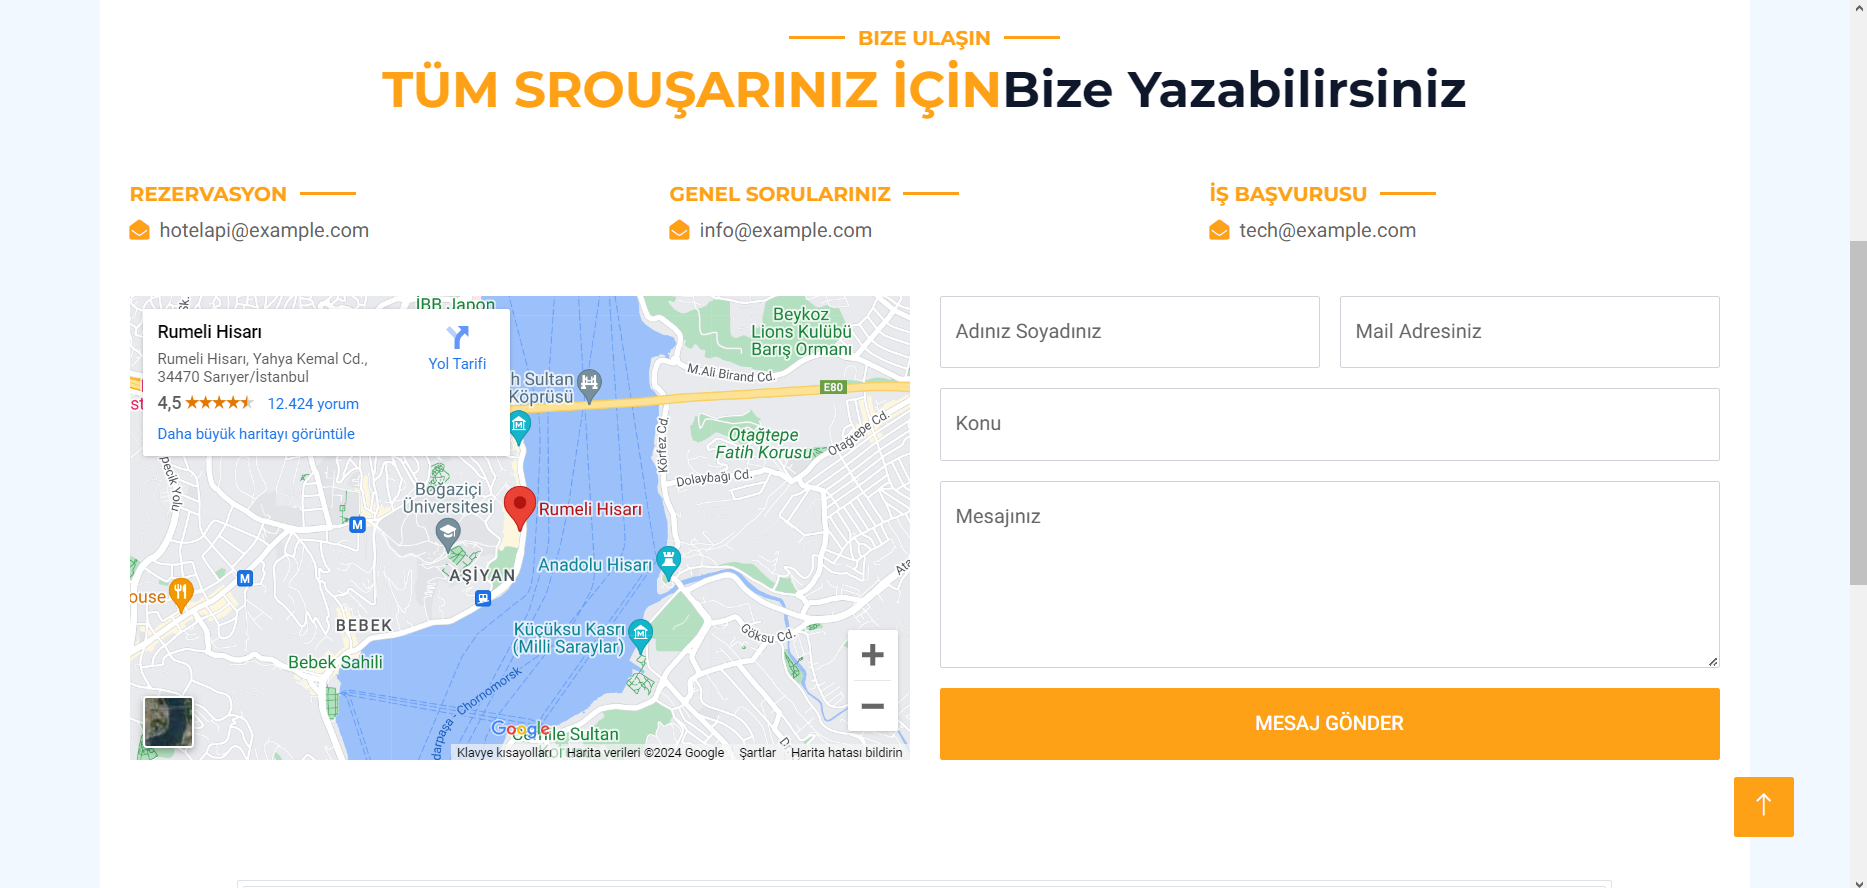 BIZE ULAŞIN
TÜM SROUŞARINIZ İÇİNBize Yazabilirsiniz
REZERVASYON
hotelapi@example.com
GENEL SORULARINIZ
info@example.com
İŞ BAŞVURUSU
tech@example.com
İBB Japon
Rumeli Hisarı
Rumeli Hisarı, Yahya Kemal Cd.,
34470 Sarıyer/İstanbul
4,5
12.424 yorum
Daha büyük haritayı görüntüle
Yol Tarifi
h Sultan
Köprüsü
Beykoz
Lions Kulübü
Barış Ormanı
M.Ali Birand Cd.
E80
Otağtepe
Fatih Korusu
Otağtepe Cd.
Körfez Cd.
Dolaybağı Cd.
Boğaziçi
Üniversitesi
M
Rumeli Hisarı
Anadolu Hisarı
AŞİYAN
M
ouse
BEBEK
Küçüksu Kasrı
(Milli Saraylar)
Göksu Cd.
Bebek Sahili
darpaşa - Chornomorsk
Google
Cemile Sultan
Klavye kısayolları
Harita verileri ©2024 Google
Şartlar
Harita hatası bildirin
Adınız Soyadınız
Mail Adresiniz
Konu
Mesajınız
MESAJ GÖNDER